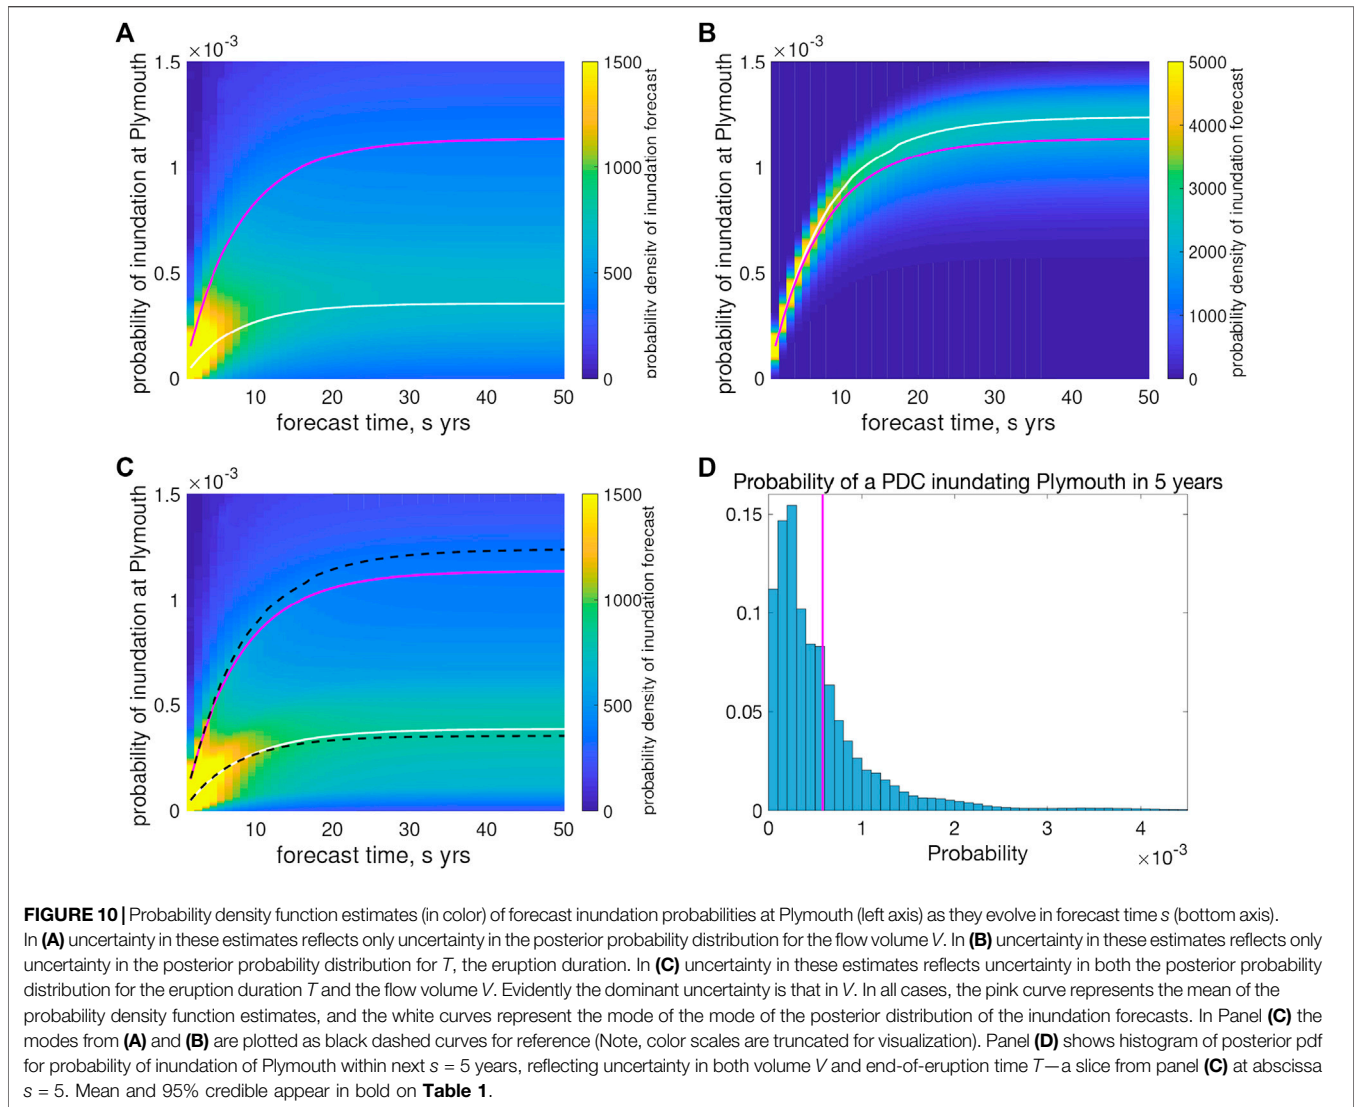 A
×10⁻³
1.5
1
0.5
0
10 20 30 40 50
probability of inundation at Plymouth
forecast time, s yrs
1500
1000
500
0
probability density of inundation forecast
B
×10⁻³
1.5
1
0.5
0
10 20 30 40 50
probability of inundation at Plymouth
forecast time, s yrs
5000
4000
3000
2000
1000
0
probability density of inundation forecast
C
×10⁻³
1.5
1
0.5
0
10 20 30 40 50
probability of inundation at Plymouth
forecast time, s yrs
1500
1000
500
0
probability density of inundation forecast
D
Probability of a PDC inundating Plymouth in 5 years
0.15
0.1
0.05
0
0 1 2 3 4
Probability
×10⁻³
FIGURE 10 | Probability density function estimates (in color) of forecast inundation probabilities at Plymouth (left axis) as they evolve in forecast time s (bottom axis).
In (A) uncertainty in these estimates reflects only uncertainty in the posterior probability distribution for the flow volume V. In (B) uncertainty in these estimates reflects only
uncertainty in the posterior probability distribution for T, the eruption duration. In (C) uncertainty in these estimates reflects uncertainty in both the posterior probability
distribution for the eruption duration T and the flow volume V. Evidently the dominant uncertainty is that in V. In all cases, the pink curve represents the mean of the
probability density function estimates, and the white curves represent the mode of the mode of the posterior distribution of the inundation forecasts. In Panel (C) the
modes from (A) and (B) are plotted as black dashed curves for reference (Note, color scales are truncated for visualization). Panel (D) shows histogram of posterior pdf
for probability of inundation of Plymouth within next s = 5 years, reflecting uncertainty in both volume V and end-of-eruption time T—a slice from panel (C) at abscissa
s = 5. Mean and 95% credible appear in bold on Table 1.